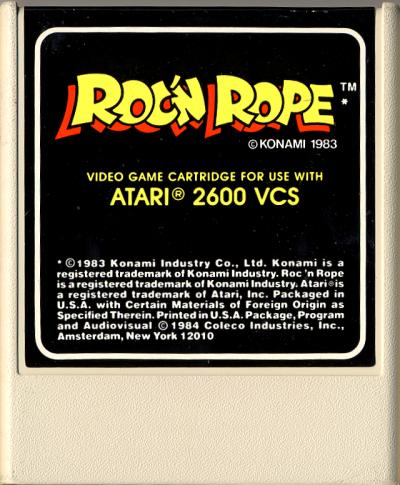 ROC'N ROPE ™
*
© KONAMI 1983
VIDEO GAME CARTRIDGE FOR USE WITH
ATARI® 2600 VCS
* © 1983 Konami Industry Co., Ltd. Konami is a
registered trademark of Konami Industry. Roc 'n Rope
is a registered trademark of Konami Industry. Atari® is
a registered trademark of Atari, Inc. Packaged in
U.S.A. with Certain Materials of Foreign Origin as
Specified Therein. Printed in U.S.A. Package, Program
and Audiovisual © 1984 Coleco Industries, Inc.,
Amsterdam, New York 12010